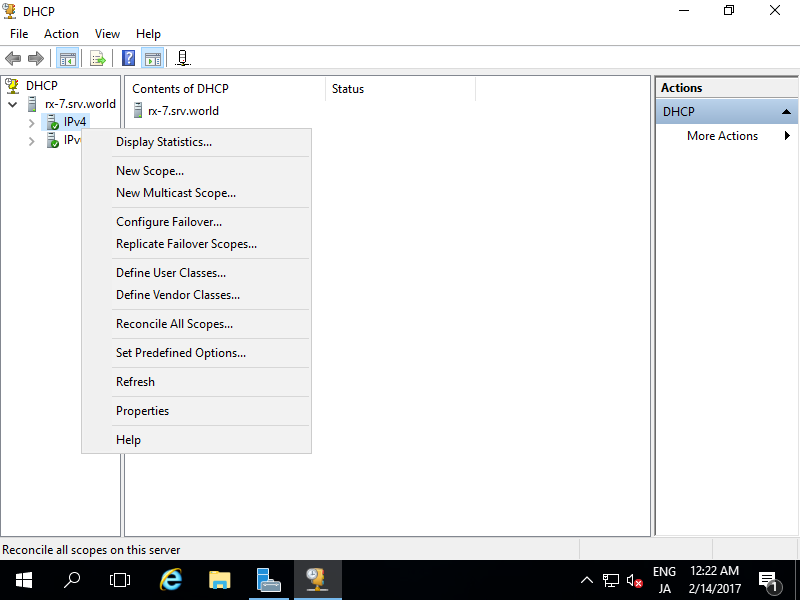 DHCP
File Action View Help
DHCP
rx-7.srv.world
IPv4
IPv
Contents of DHCP Status
rx-7.srv.world
Display Statistics...
New Scope...
New Multicast Scope...
Configure Failover...
Replicate Failover Scopes...
Define User Classes...
Define Vendor Classes...
Reconcile All Scopes...
Set Predefined Options...
Refresh
Properties
Help
Actions
DHCP
More Actions
Reconcile all scopes on this server
ENG
JA
12:22 AM
2/14/2017
1